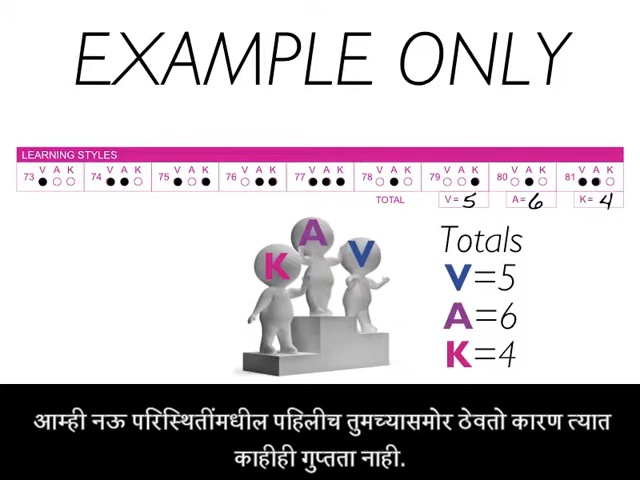 EXAMPLE ONLY
LEARNING STYLES
73 V A K 74 V A K 75 V A K 76 V A K 77 V A K 78 V A K 79 V A K 80 V A K 81 V A K
TOTAL V = 5 A = 6 K = 4
K A V
Totals
V=5
A=6
K=4
आम्ही नऊ परिस्थितींमधील पहिलीच तुमच्यासमोर ठेवतो कारण त्यात
काहीही गुप्तता नाही.